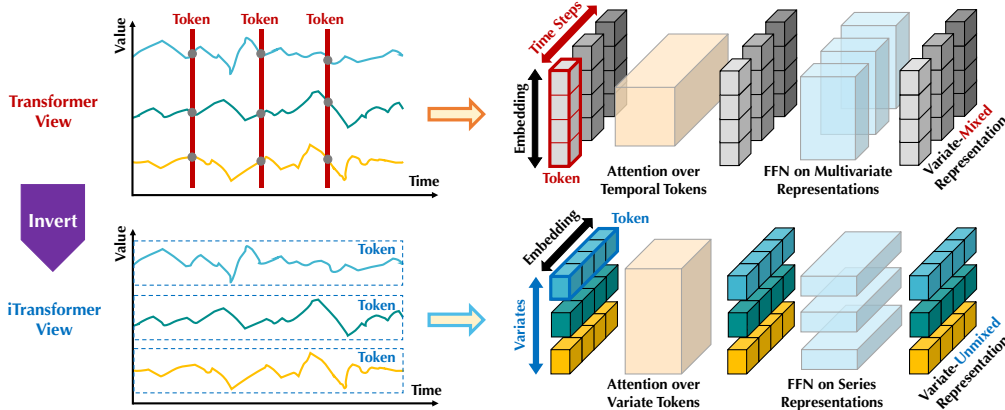 Token
Token
Token
Value
Transformer
View
Time
Time Steps
Embedding
Token
Attention over
Temporal Tokens
FFN on Multivariate
Representations
Variate-Mixed
Representation
Invert
Value
Token
Token
Token
iTransformer
View
Time
Embedding
Token
Variates
Attention over
Variate Tokens
FFN on Series
Representations
Variate-Unmixed
Representation